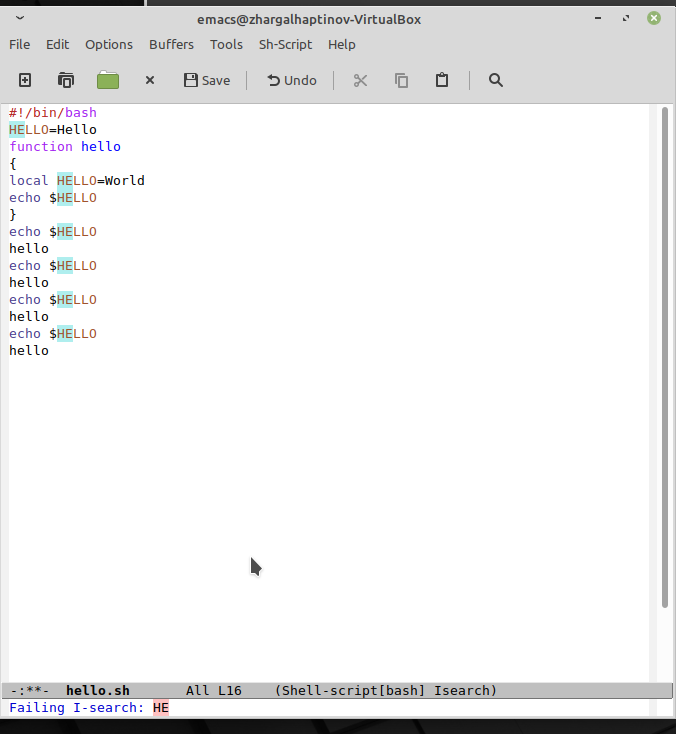 emacs@zhargalhaptinov-VirtualBox
File Edit Options Buffers Tools Sh-Script Help
Save Undo
#!/bin/bash
HELLO=Hello
function hello
{
local HELLO=World
echo $HELLO
}
echo $HELLO
hello
echo $HELLO
hello
echo $HELLO
hello
echo $HELLO
hello
-:**- hello.sh All L16 (Shell-script[bash] Isearch)
Failing I-search: HE